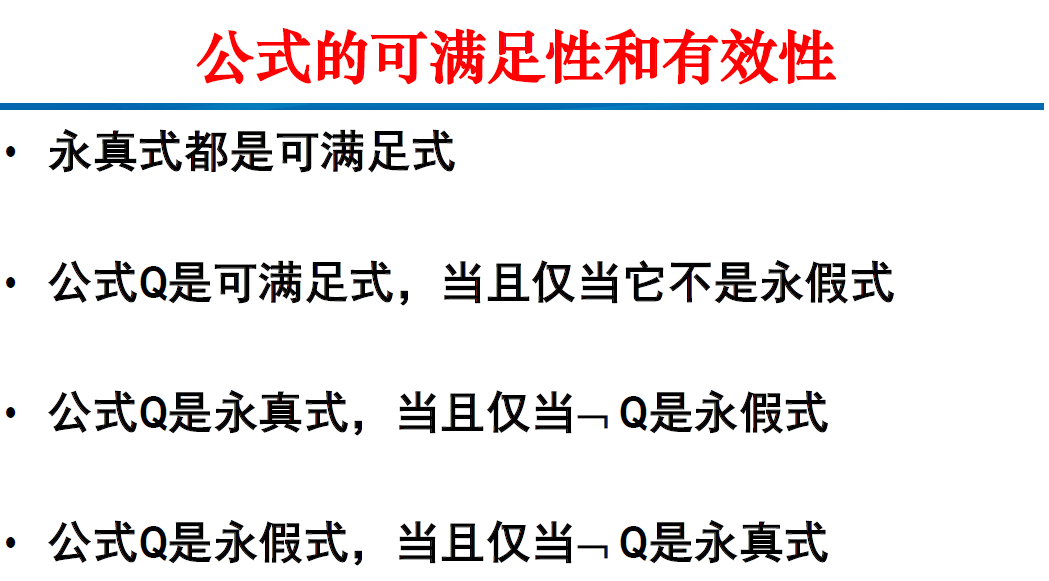 公式的可满足性和有效性
• 永真式都是可满足式
• 公式Q是可满足式，当且仅当它不是永假式
• 公式Q是永真式，当且仅当¬ Q是永假式
• 公式Q是永假式，当且仅当¬ Q是永真式